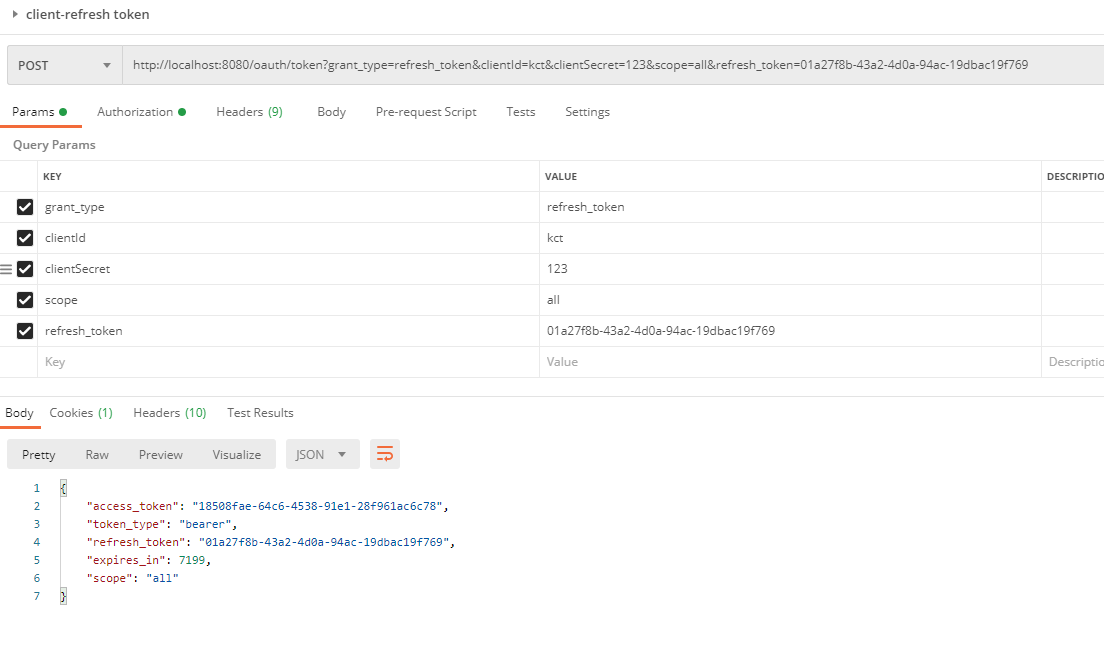 client-refresh token
POST http://localhost:8080/oauth/token?grant_type=refresh_token&clientId=kct&clientSecret=123&scope=all&refresh_token=01a27f8b-43a2-4d0a-94ac-19dbac19f769
Params Authorization Headers (9) Body Pre-request Script Tests Settings
Query Params
KEY VALUE DESCRIPTIO
grant_type refresh_token
clientId kct
clientSecret 123
scope all
refresh_token 01a27f8b-43a2-4d0a-94ac-19dbac19f769
Key Value Descriptio
Body Cookies (1) Headers (10) Test Results
Pretty Raw Preview Visualize JSON
1 {
2 "access_token": "18508fae-64c6-4538-91e1-28f961ac6c78",
3 "token_type": "bearer",
4 "refresh_token": "01a27f8b-43a2-4d0a-94ac-19dbac19f769",
5 "expires_in": 7199,
6 "scope": "all"
7 }